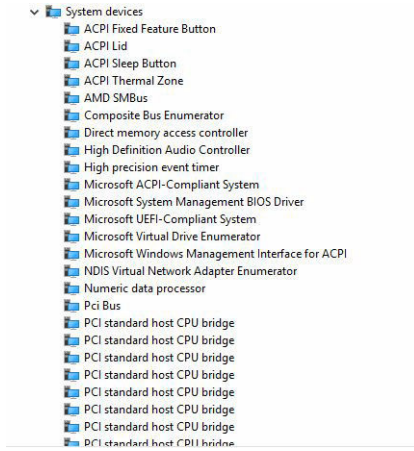 System devices
ACPI Fixed Feature Button
ACPI Lid
ACPI Sleep Button
ACPI Thermal Zone
AMD SMBus
Composite Bus Enumerator
Direct memory access controller
High Definition Audio Controller
High precision event timer
Microsoft ACPI-Compliant System
Microsoft System Management BIOS Driver
Microsoft UEFI-Compliant System
Microsoft Virtual Drive Enumerator
Microsoft Windows Management Interface for ACPI
NDIS Virtual Network Adapter Enumerator
Numeric data processor
Pci Bus
PCI standard host CPU bridge
PCI standard host CPU bridge
PCI standard host CPU bridge
PCI standard host CPU bridge
PCI standard host CPU bridge
PCI standard host CPU bridge
PCI standard host CPU bridge
PCI standard host CPU bridge